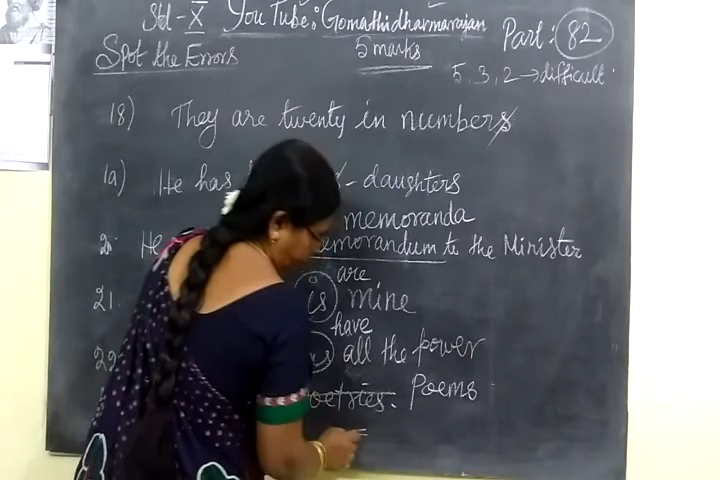 Std - X YouTube: Gomathidharmarajan Part: 82
Spot the Errors 5 marks
5, 3, 2 → difficult
18) They are twenty in numbers
19) He has - daughters
memoranda
20. He memorandum to the Minister
are
21. is mine
have
22. all the power
poetries. Poems